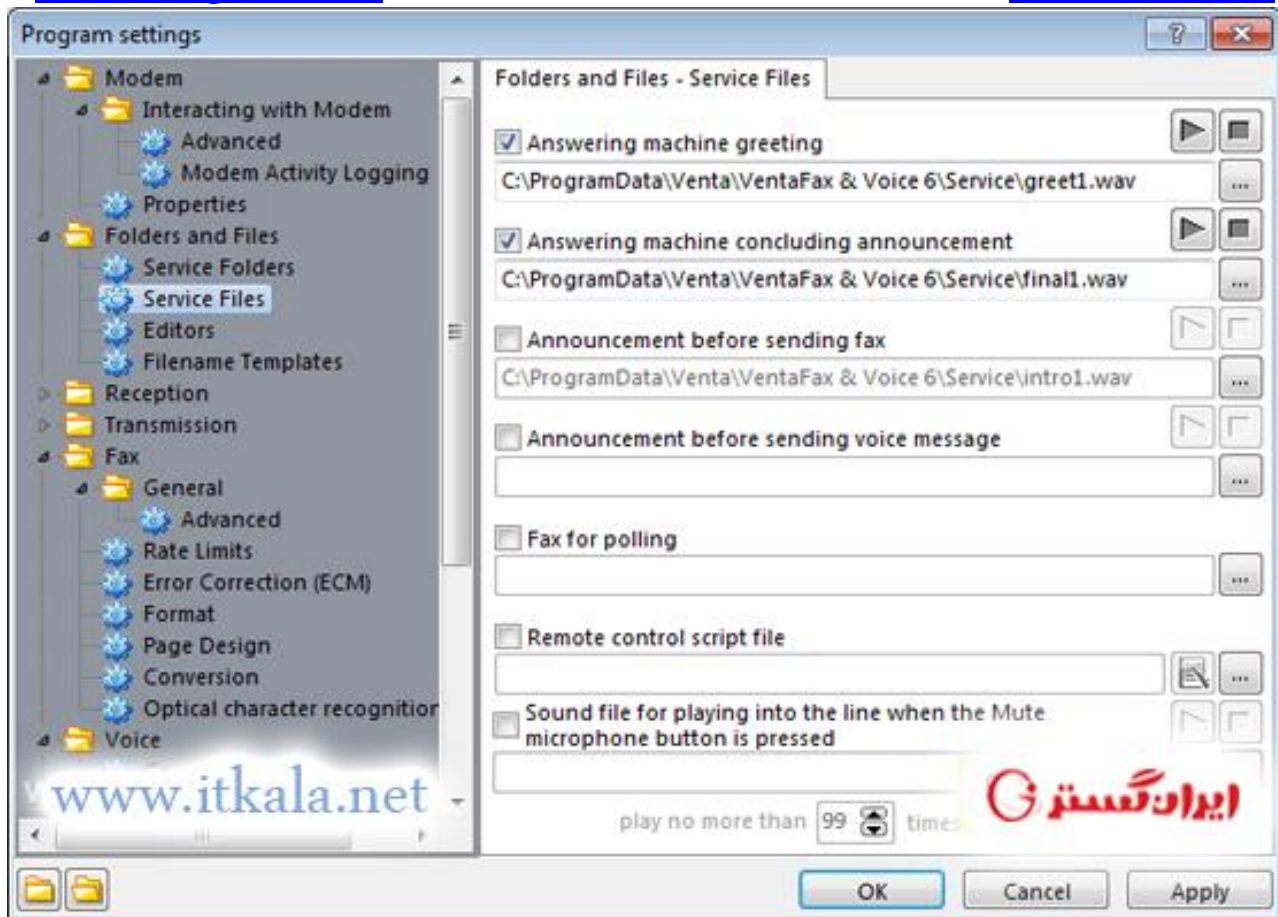 Program settings
Modem
Interacting with Modem
Advanced
Modem Activity Logging
Properties
Folders and Files
Service Folders
Service Files
Editors
Filename Templates
Reception
Transmission
Fax
General
Advanced
Rate Limits
Error Correction (ECM)
Format
Page Design
Conversion
Optical character recognition
Voice
www.itkala.net
Folders and Files - Service Files
Answering machine greeting
C:\ProgramData\Venta\VentaFax & Voice 6\Service\greet1.wav
...
Answering machine concluding announcement
C:\ProgramData\Venta\VentaFax & Voice 6\Service\final1.wav
...
Announcement before sending fax
C:\ProgramData\Venta\VentaFax & Voice 6\Service\intro1.wav
...
Announcement before sending voice message
...
Fax for polling
...
Remote control script file
...
Sound file for playing into the line when the Mute
microphone button is pressed
play no more than 99 times
ایران گستر
OK Cancel Apply